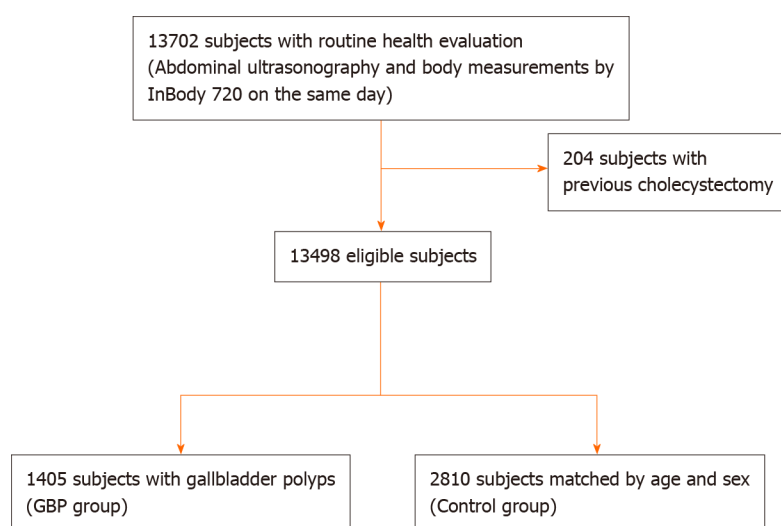 13702 subjects with routine health evaluation
(Abdominal ultrasonography and body measurements by
InBody 720 on the same day)
204 subjects with
previous cholecystectomy
13498 eligible subjects
1405 subjects with gallbladder polyps
(GBP group)
2810 subjects matched by age and sex
(Control group)